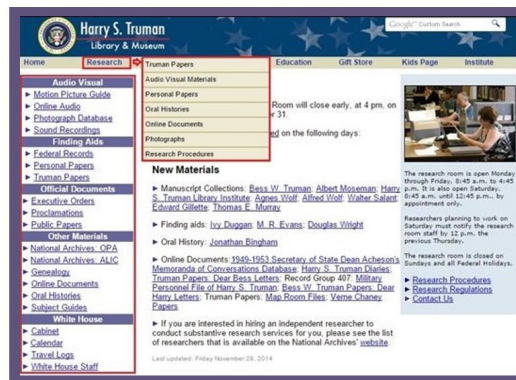 Harry S. Truman
Library & Museum
Google™ Custom Search
Home Research Education Gift Store Kids Page Institute
Truman Papers
Audio Visual Materials
Personal Papers
Oral Histories
Online Documents
Photographs
Research Procedures
Audio Visual
► Motion Picture Guide
► Online Audio
► Photograph Database
► Sound Recordings
Finding Aids
► Federal Records
► Personal Papers
► Truman Papers
Official Documents
► Executive Orders
► Proclamations
► Public Papers
Other Materials
► National Archives: OPA
► National Archives: ALIC
► Genealogy
► Online Documents
► Oral Histories
► Subject Guides
White House
► Cabinet
► Calendar
► Travel Logs
► White House Staff
Room will close early, at 4 pm. on
r 31.
ed on the following days:
New Materials
► Manuscript Collections: Bess W. Truman; Albert Moseman; Harry
S. Truman Library Institute; Agnes Wolf; Alfred Wolf; Walter Salant;
Edward Gillette; Thomas E. Murray
► Finding aids: Ivy Duggan; M. R. Evans; Douglas Wright
► Oral History: Jonathan Bingham
► Online Documents:1949-1953 Secretary of State Dean Acheson's
Memoranda of Conversations Database; Harry S. Truman Diaries;
Truman Papers: Dear Bess Letters; Record Group 407: Military
Personnel File of Harry S. Truman; Bess W. Truman Papers: Dear
Harry Letters; Truman Papers: Map Room Files; Verne Chaney
Papers
► If you are interested in hiring an independent researcher to
conduct substantive research services for you, please see the list
of researchers that is available on the National Archives' website.
Last updated: Friday November 28, 2014
The research room is open Monday
through Friday, 8:45 a.m. to 4:45
p.m. It is also open Saturday,
8:45 a.m. until 12:45 p.m., by
appointment only.
Researchers planning to work on
Saturday must notify the research
room staff by 12 p.m. the
previous Thursday.
The research room is closed on
Sundays and all Federal Holidays.
► Research Procedures
► Research Regulations
► Contact Us